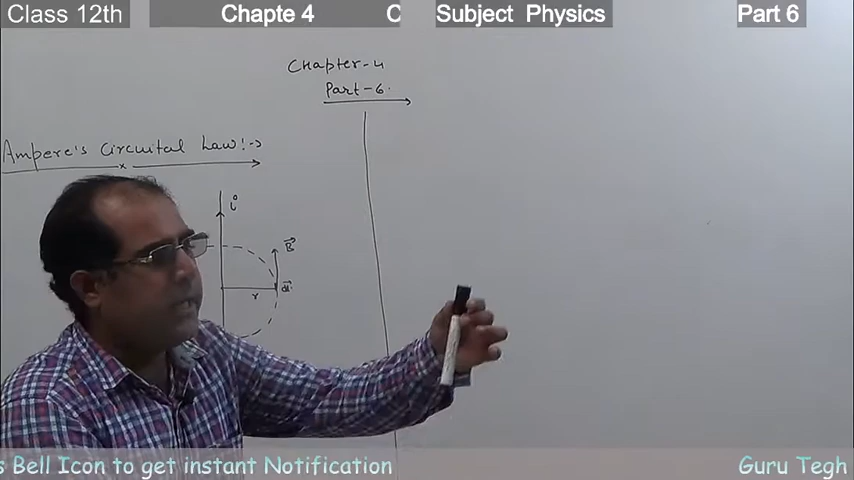 Class 12th Chapte 4 C Subject Physics Part 6
Chapter-4
Part-6.
Ampere's Circuital Law:->
i
B
r
dl
s Bell Icon to get instant Notification Guru Tegh